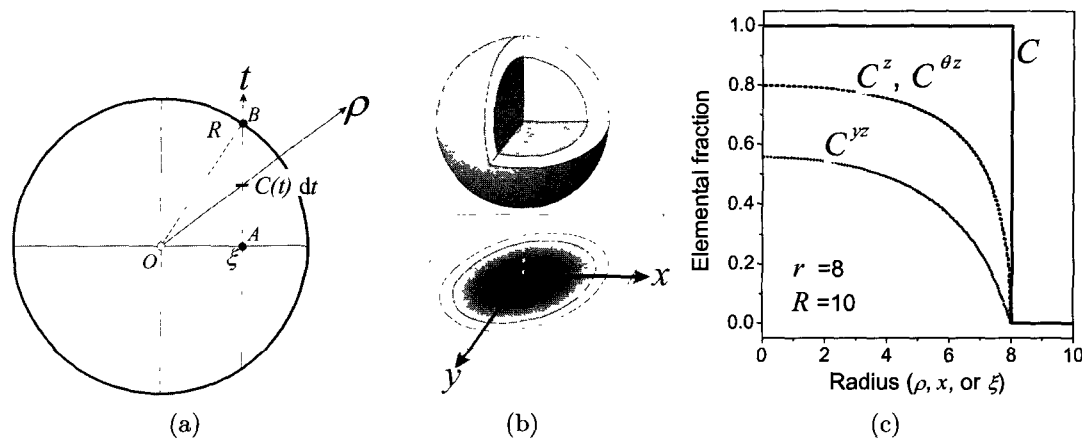 t
B
R
ρ
C(t) dt
O
A
ξ
(a)
x
y
(b)
Elemental fraction
1.0
0.8
0.6
0.4
0.2
0.0
C
C^z, C^θz
C^yz
r =8
R =10
0 2 4 6 8 10
Radius (ρ, x, or ξ)
(c)